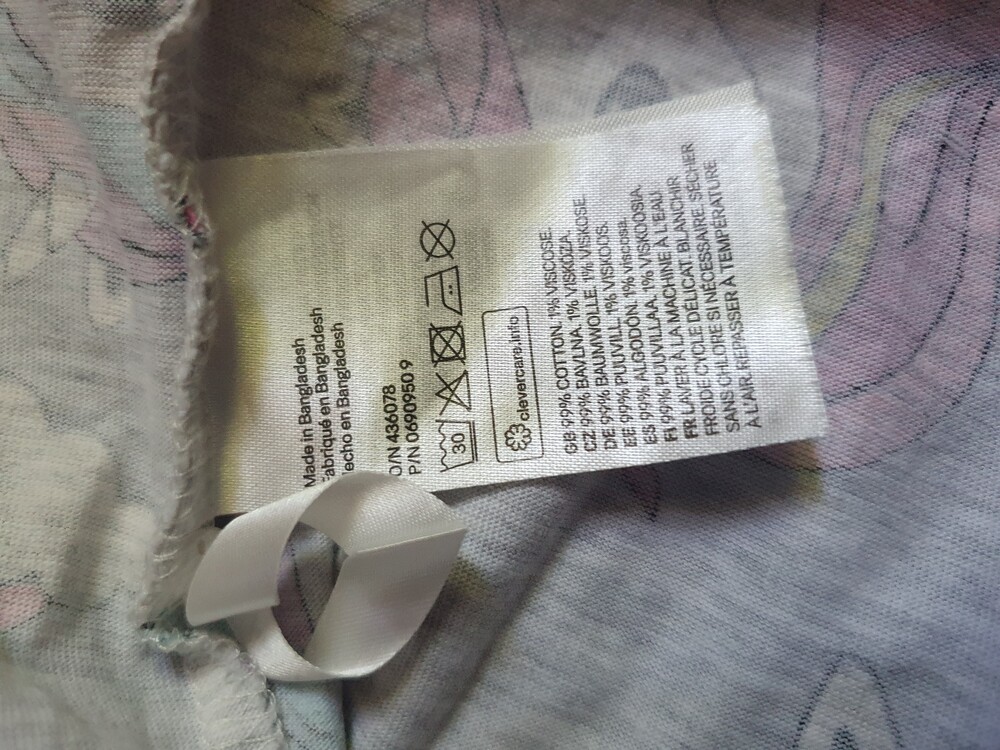 Made in Bangladesh
abriqué en Bangladesh
echo en Bangladesh
O/N 436078
P/N 0690950 9
30
clevercare.info
GB 99% COTTON. 1% VISCOSE.
CZ 99% BAVLNA. 1% VISKÓZA.
DE 99% BAUMWOLLE. 1% VISKOSE.
EE 99% PUUVILL. 1% VISKOOS.
ES 99% ALGODÓN. 1% viscosa.
FI 99% PUUVILLAA. 1% VISKOOSIA.
FR LAVER À LA MACHINE À L'EAU
FROIDE CYCLE DÉLICAT. BLANCHIR
SANS CHLORE SI NÉCESSAIRE. SÉCHER
À L'AIR. REPASSER À TEMPÉRATURE